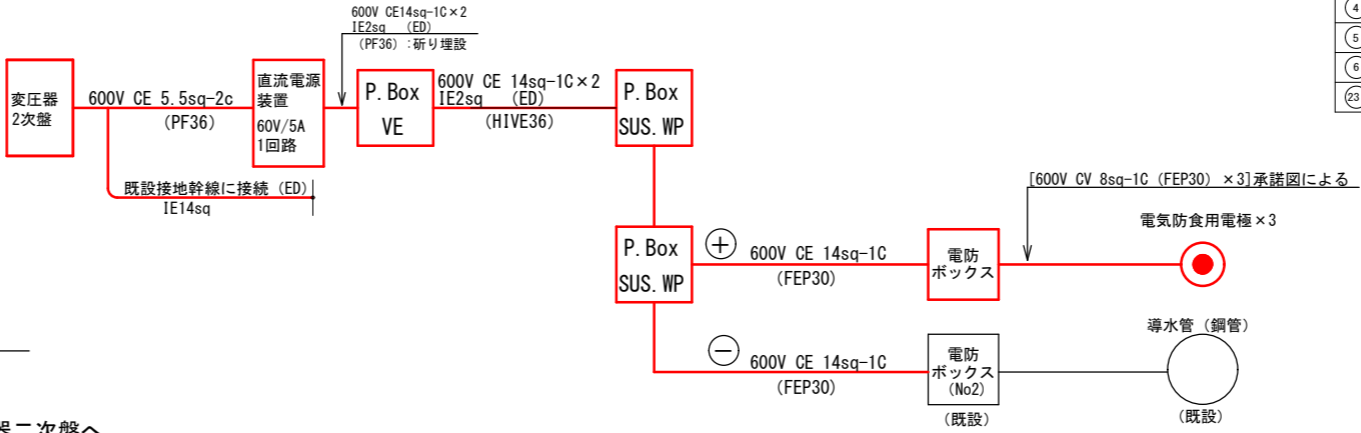 600V CE14sq-1C×2
IE2sq (ED)
(PF36) :斫り埋設
変圧器
2次盤
600V CE 5.5sq-2c
(PF36)
直流電源
装置
60V/5A
1回路
P.Box
VE
600V CE 14sq-1C×2
IE2sq (ED)
(HIVE36)
P.Box
SUS.WP
既設接地幹線に接続 (ED)
IE14sq
P.Box
SUS.WP
+
600V CE 14sq-1C
(FEP30)
電防
ボックス
[600V CV 8sq-1C (FEP30) ×3]承諾図による
電気防食用電極×3
−
600V CE 14sq-1C
(FEP30)
電防
ボックス
(No2)
(既設)
導水管 (鋼管)
(既設)
4
5
6
23
器二次盤へ